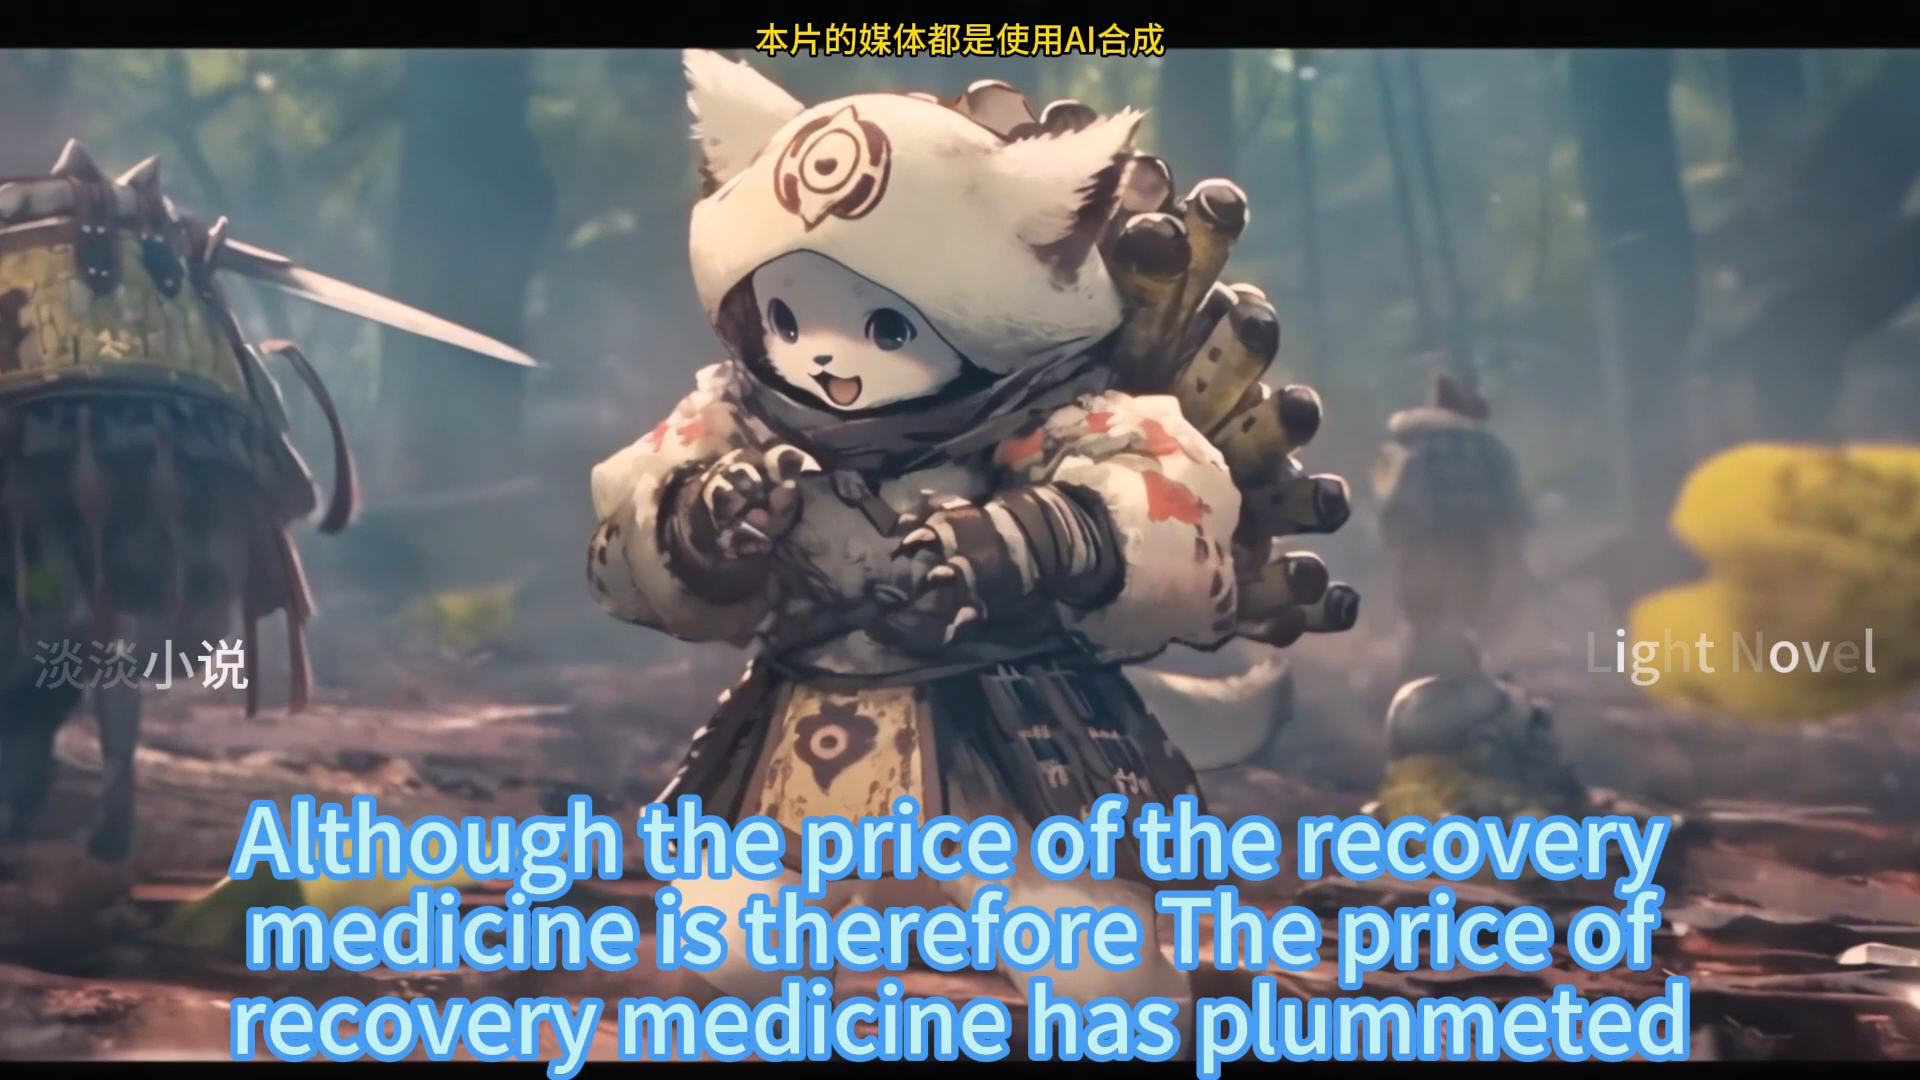 本片的媒体都是使用AI合成
淡淡小说
Light Novel
Although the price of the recovery
medicine is therefore The price of
recovery medicine has plummeted